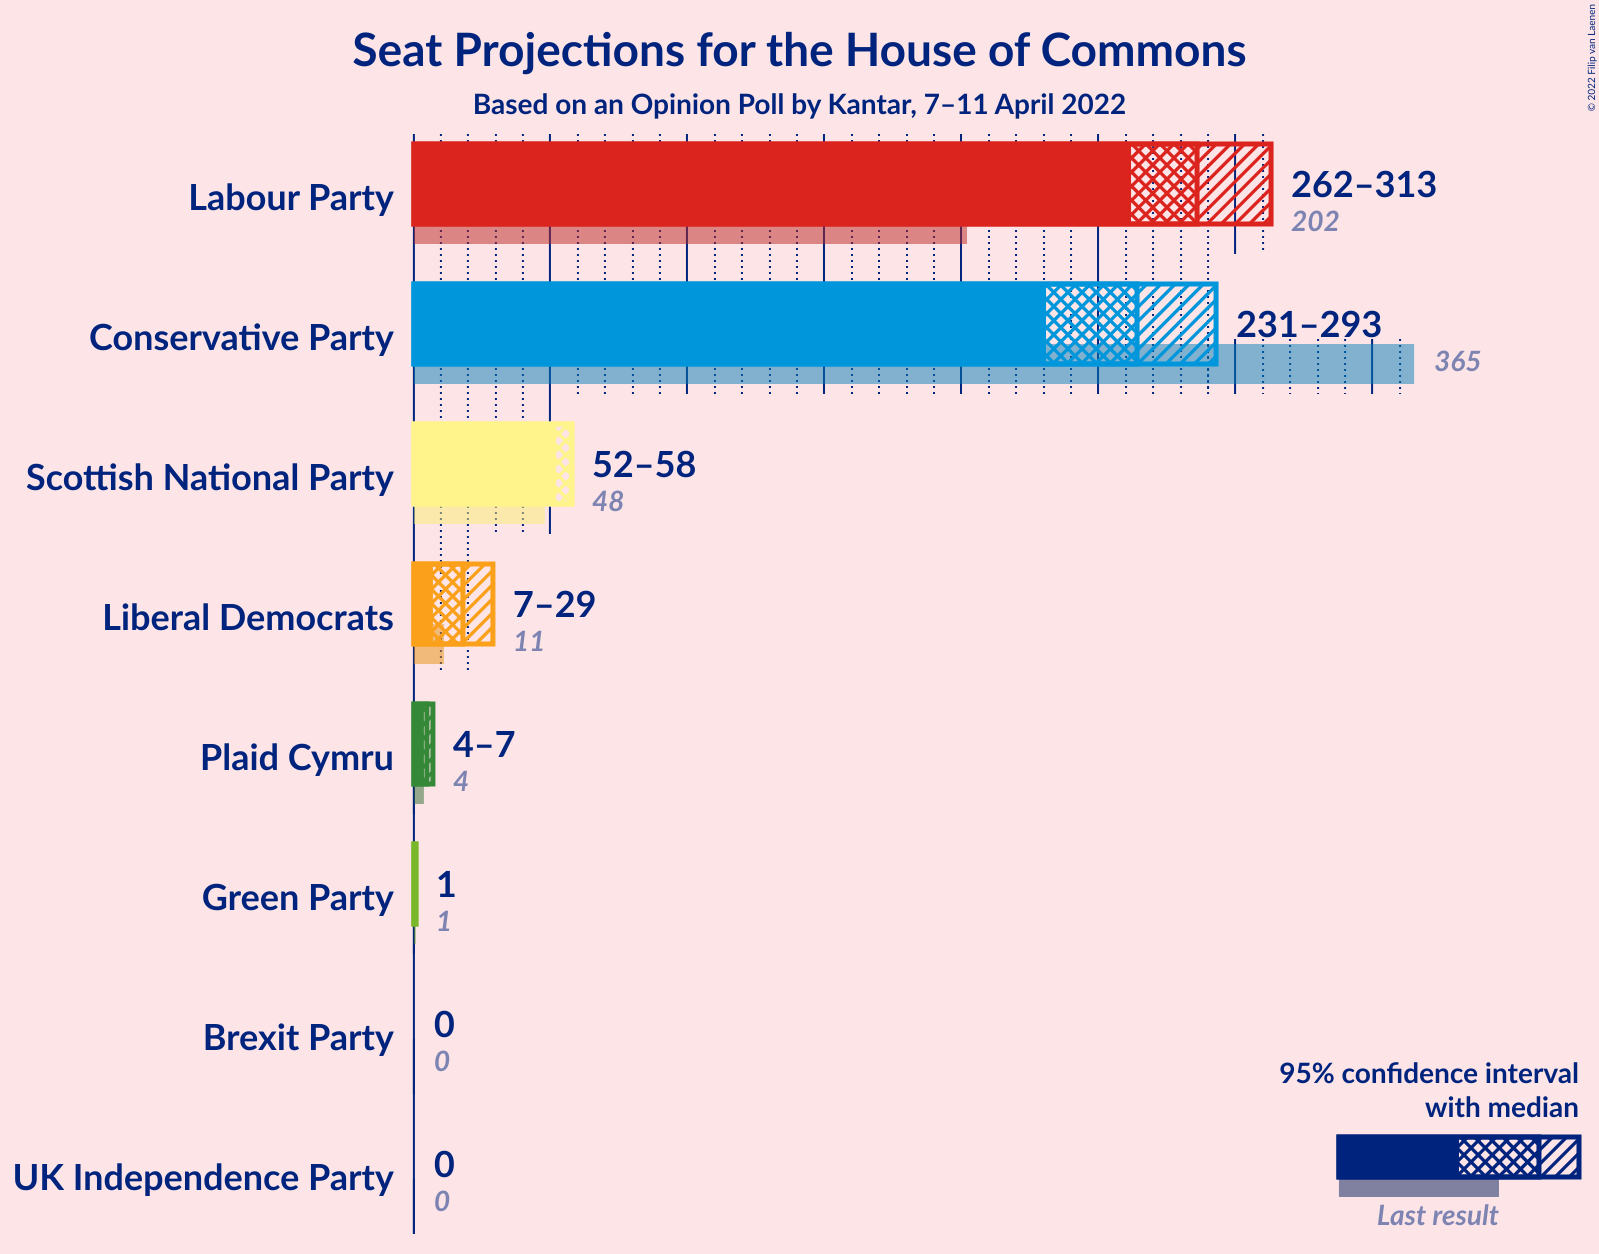 Seat Projections for the House of Commons
Based on an Opinion Poll by Kantar, 7–11 April 2022
© 2022 Filip van Laenen
Labour Party
262–313
202
Conservative Party
231–293
365
Scottish National Party
52–58
48
Liberal Democrats
7–29
11
Plaid Cymru
4–7
4
Green Party
1
1
Brexit Party
0
0
UK Independence Party
0
0
95% confidence interval
with median
Last result